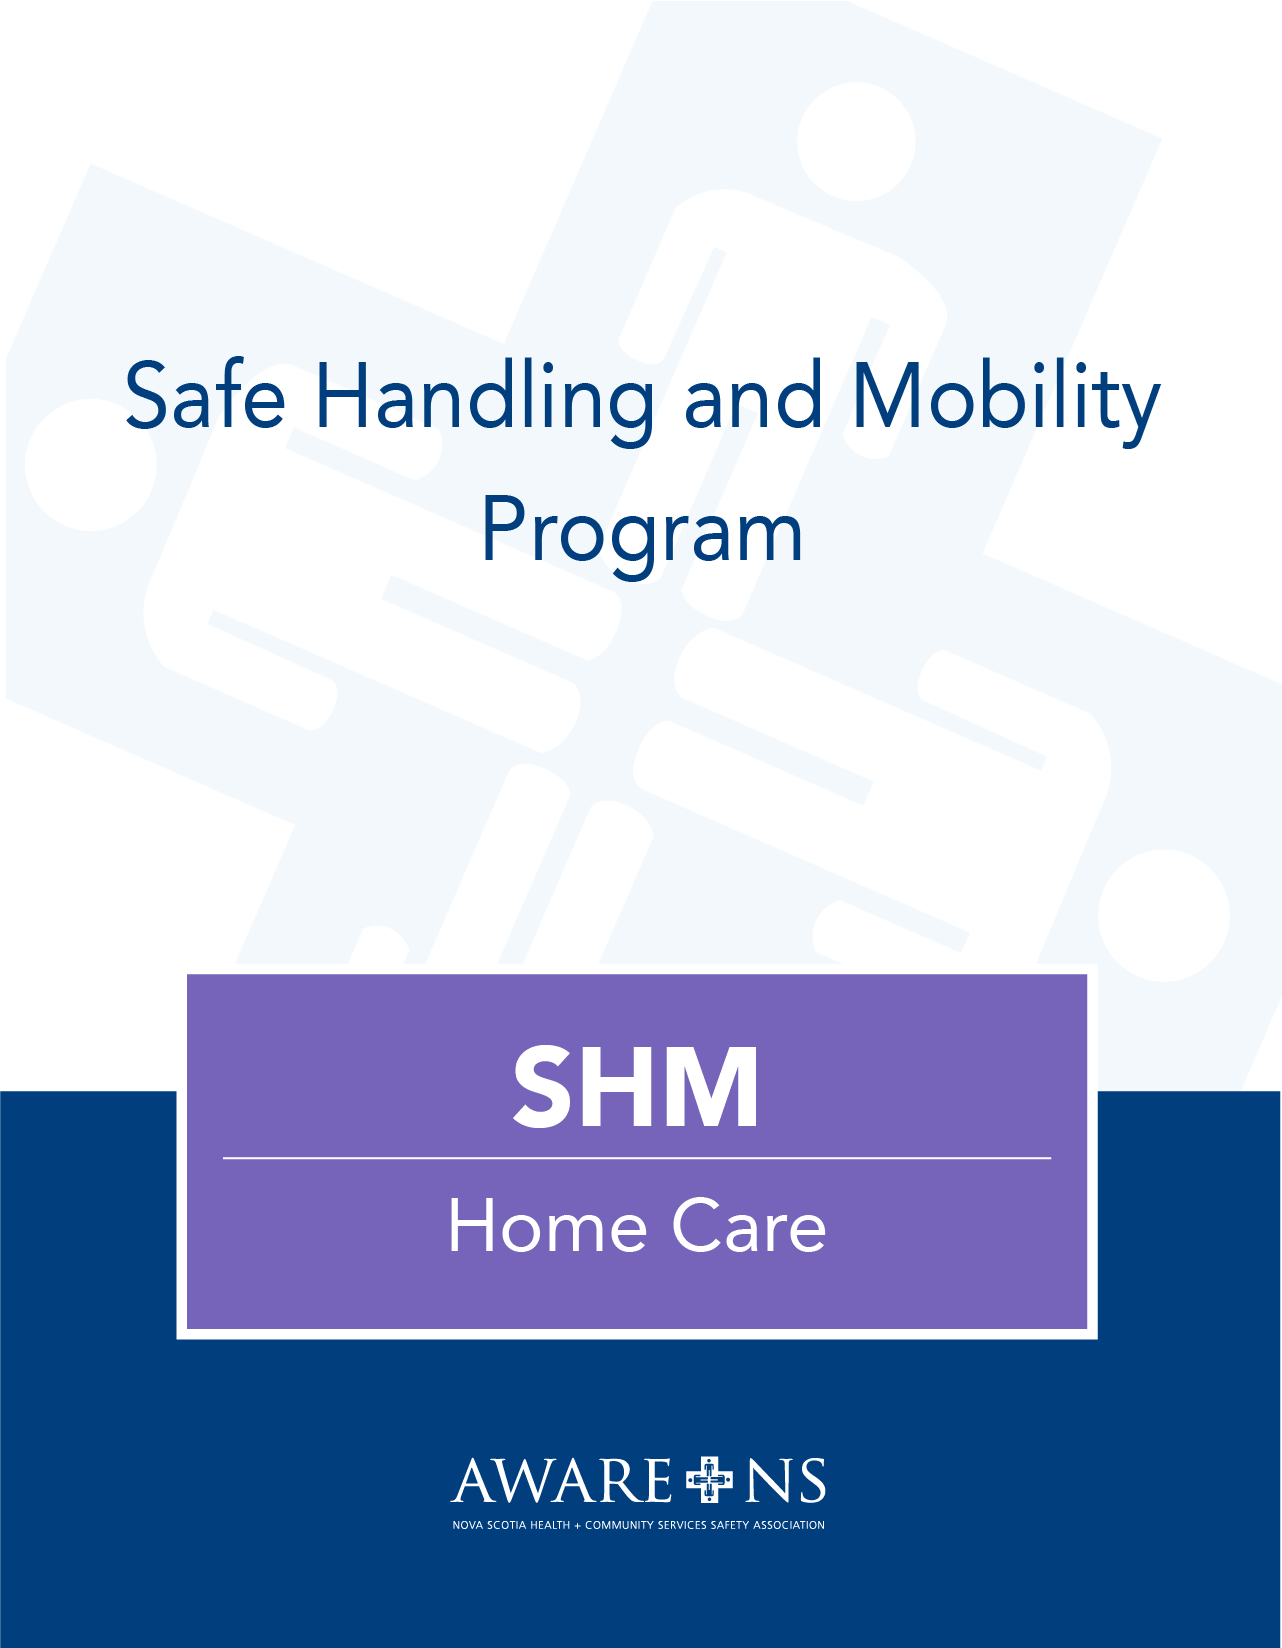 Safe Handling and Mobility
Program
SHM
Home Care
AWARE NS
NOVA SCOTIA HEALTH + COMMUNITY SERVICES SAFETY ASSOCIATION